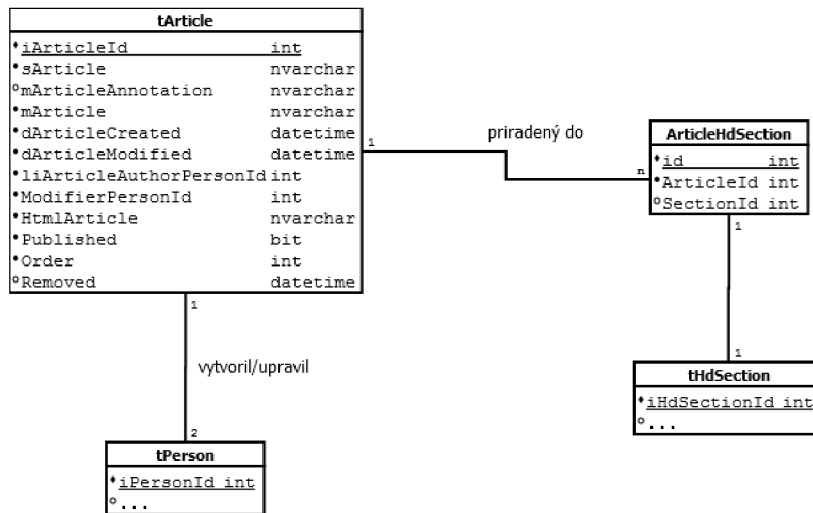 tArticle
iArticleId int
sArticle nvarchar
mArticleAnnotation nvarchar
mArticle nvarchar
dArticleCreated datetime
dArticleModified datetime
liArticleAuthorPersonId int
ModifierPersonId int
HtmlArticle nvarchar
Published bit
Order int
Removed datetime
1
priradený do
n
ArticleHdSection
id int
ArticleId int
SectionId int
1
1
tHdSection
iHdSectionId int
...
1
vytvoril/upravil
2
tPerson
iPersonId int
...